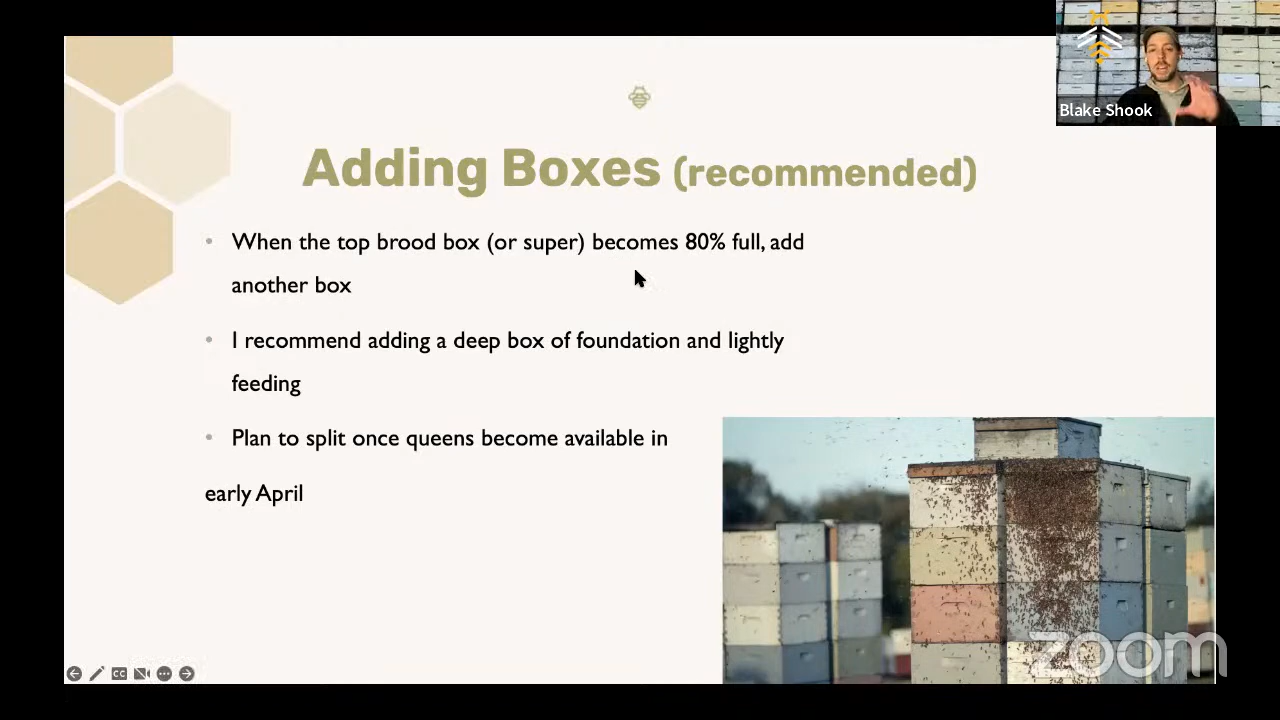 Blake Shook
Adding Boxes (recommended)
• When the top brood box (or super) becomes 80% full, add
another box
• I recommend adding a deep box of foundation and lightly
feeding
• Plan to split once queens become available in
early April
CC
zoom